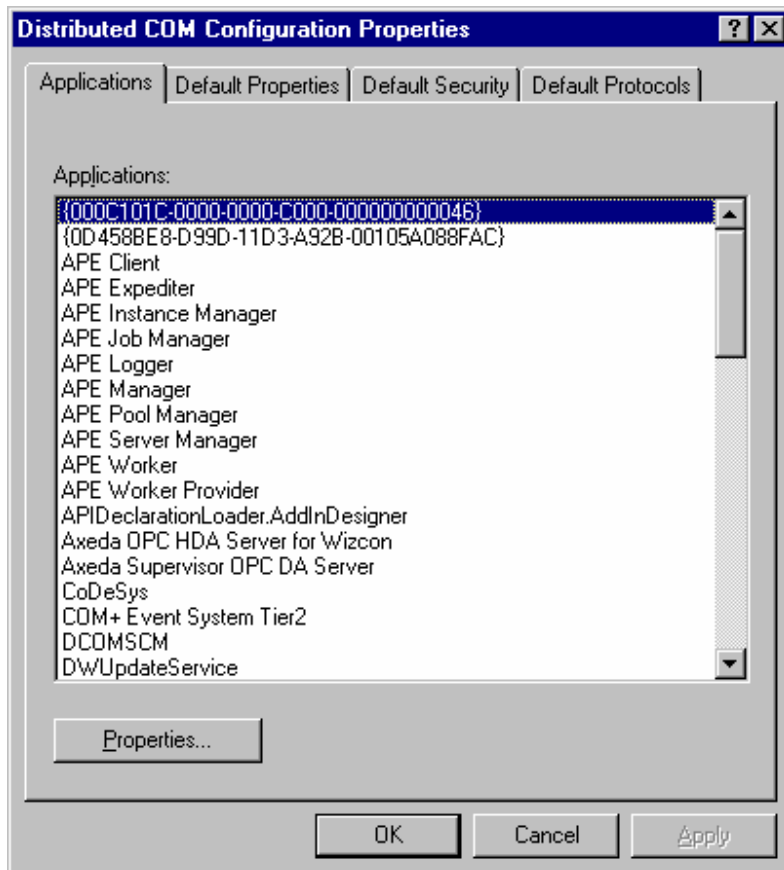 Distributed COM Configuration Properties
Applications Default Properties Default Security Default Protocols
Applications:
{000C101C-0000-0000-C000-000000000046}
{0D458BE8-D99D-11D3-A92B-00105A088FAC}
APE Client
APE Expediter
APE Instance Manager
APE Job Manager
APE Logger
APE Manager
APE Pool Manager
APE Server Manager
APE Worker
APE Worker Provider
APIDeclarationLoader.AddInDesigner
Axeda OPC HDA Server for Wizcon
Axeda Supervisor OPC DA Server
CoDeSys
COM+ Event System Tier2
DCOMSCM
DWUpdateService
Properties...
OK Cancel Apply